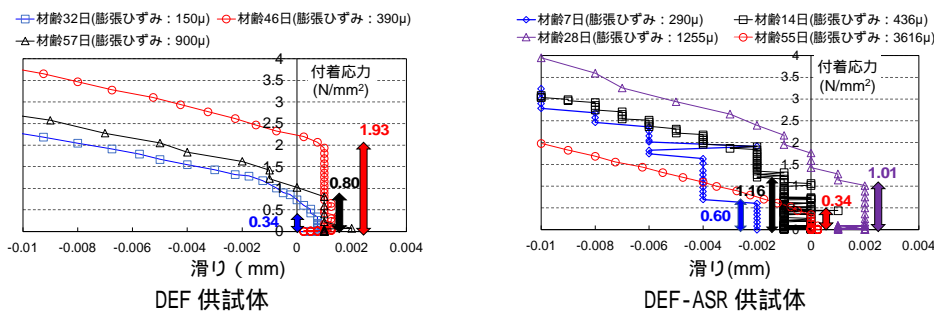 材齢32日(膨張ひずみ：150μ) 材齢46日(膨張ひずみ：390μ)
材齢57日(膨張ひずみ：900μ)
付着応力
(N/mm²)
4
3.5
3
2.5
2
1.5
1
0.5
0
1.93
0.80
0.34
-0.01 -0.008 -0.006 -0.004 -0.002 0 0.002 0.004
滑り（mm）
DEF 供試体
材齢7日(膨張ひずみ：290μ) 材齢14日(膨張ひずみ：436μ)
材齢28日(膨張ひずみ：1255μ) 材齢55日(膨張ひずみ：3616μ)
付着応力
(N/mm²)
4
3.5
3
2.5
2
1.5
1
0.5
0
1.01
1.16
0.34
0.60
-0.01 -0.008 -0.006 -0.004 -0.002 0 0.002 0.004
滑り(mm)
DEF-ASR 供試体